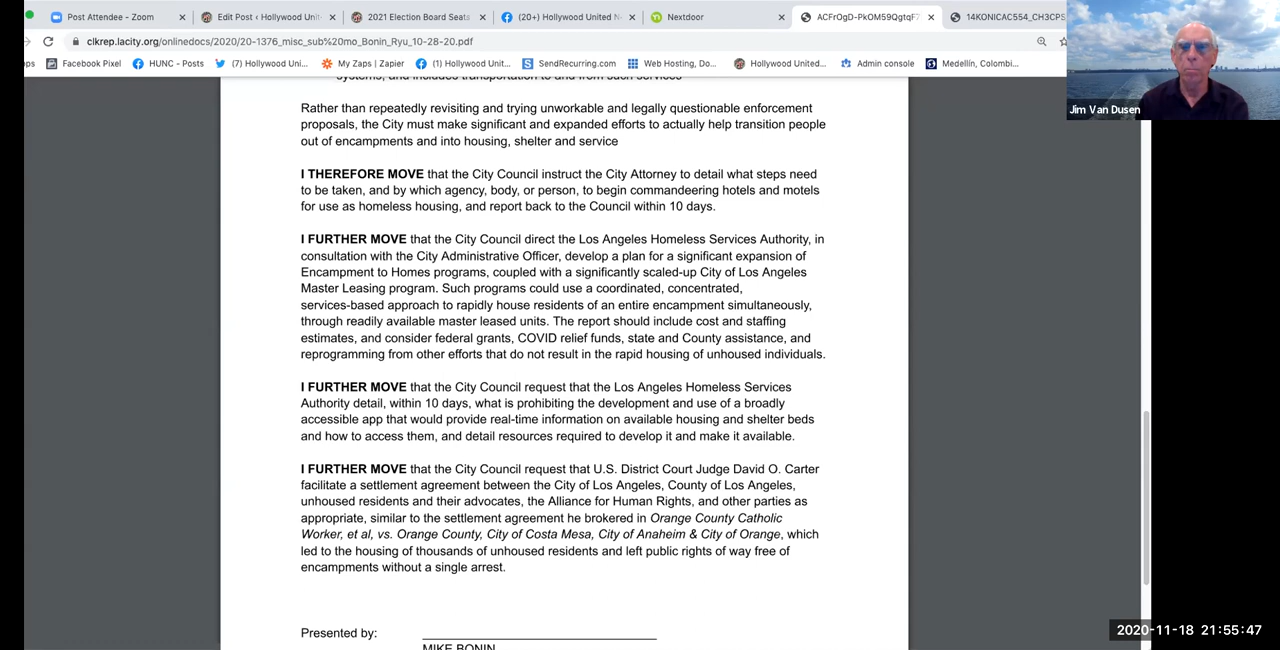 Post Attendee - Zoom
Edit Post ‹ Hollywood Unit
2021 Election Board Seats
(20+) Hollywood United N
Nextdoor
ACFrOgD-PkOM59QgtqF
14KONICAC554_CH3CPS
clkrep.lacity.org/onlinedocs/2020/20-1376_misc_sub%20mo_Bonin_Ryu_10-28-20.pdf
ps
Facebook Pixel
HUNC - Posts
(7) Hollywood Uni...
My Zaps | Zapier
(1) Hollywood Unit...
SendRecurring.com
Web Hosting, Do...
Hollywood United...
Admin console
Medellín, Colombi...
Jim Van Dusen
systems, and includes transportation to and from such services
Rather than repeatedly revisiting and trying unworkable and legally questionable enforcement
proposals, the City must make significant and expanded efforts to actually help transition people
out of encampments and into housing, shelter and service
I THEREFORE MOVE that the City Council instruct the City Attorney to detail what steps need
to be taken, and by which agency, body, or person, to begin commandeering hotels and motels
for use as homeless housing, and report back to the Council within 10 days.
I FURTHER MOVE that the City Council direct the Los Angeles Homeless Services Authority, in
consultation with the City Administrative Officer, develop a plan for a significant expansion of
Encampment to Homes programs, coupled with a significantly scaled-up City of Los Angeles
Master Leasing program. Such programs could use a coordinated, concentrated,
services-based approach to rapidly house residents of an entire encampment simultaneously,
through readily available master leased units. The report should include cost and staffing
estimates, and consider federal grants, COVID relief funds, state and County assistance, and
reprogramming from other efforts that do not result in the rapid housing of unhoused individuals.
I FURTHER MOVE that the City Council request that the Los Angeles Homeless Services
Authority detail, within 10 days, what is prohibiting the development and use of a broadly
accessible app that would provide real-time information on available housing and shelter beds
and how to access them, and detail resources required to develop it and make it available.
I FURTHER MOVE that the City Council request that U.S. District Court Judge David O. Carter
facilitate a settlement agreement between the City of Los Angeles, County of Los Angeles,
unhoused residents and their advocates, the Alliance for Human Rights, and other parties as
appropriate, similar to the settlement agreement he brokered in Orange County Catholic
Worker, et al, vs. Orange County, City of Costa Mesa, City of Anaheim & City of Orange, which
led to the housing of thousands of unhoused residents and left public rights of way free of
encampments without a single arrest.
Presented by:
MIKE BONIN
2020-11-18 21:55:47